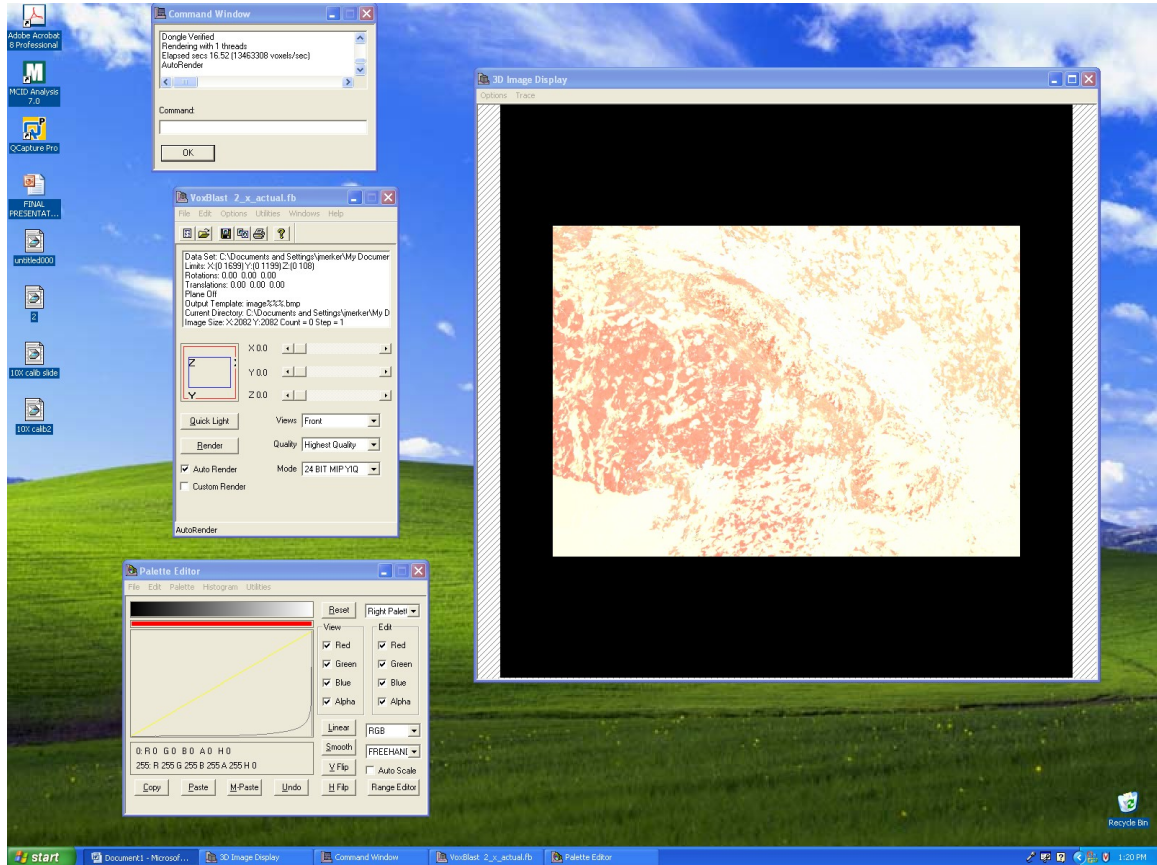 Adobe Acrobat
8 Professional
MCID Analysis
7.0
QCapture Pro
FINAL
PRESENTAT...
untitled000
2
10X calib slide
10X calib2
Command Window
Dongle Verified
Rendering with 1 threads
Elapsed secs 16.52 (13463308 voxels/sec)
AutoRender
Command:
OK
VoxBlast 2_x_actual.fb
File Edit Options Utilities Windows Help
Data Set: C:\Documents and Settings\jmerker\My Documer
Limits: X:(0 1699) Y:(0 1199) Z:(0 108)
Rotations: 0.00 0.00 0.00
Translations: 0.00 0.00 0.00
Plane Off
Output Template: image%%%.bmp
Current Directory: C:\Documents and Settings\jmerker\My D
Image Size: X:2082 Y:2082 Count = 0 Step = 1
Z
Y
X 0.0
Y 0.0
Z 0.0
Quick Light
Views Front
Render
Quality Highest Quality
Auto Render
Mode 24 BIT MIP YIQ
Custom Render
AutoRender
Palette Editor
File Edit Palette Histogram Utilities
Reset Right Palett
View Edit
Red Red
Green Green
Blue Blue
Alpha Alpha
Linear RGB
Smooth FREEHAND
V Flip Auto Scale
0: R 0 G 0 B 0 A 0 H 0
255: R 255 G 255 B 255 A 255 H 0
Copy Paste M-Paste Undo H Flip Range Editor
3D Image Display
Options Trace
Recycle Bin
start Document1 - Microsof... 3D Image Display Command Window VoxBlast 2_x_actual.fb Palette Editor 1:20 PM